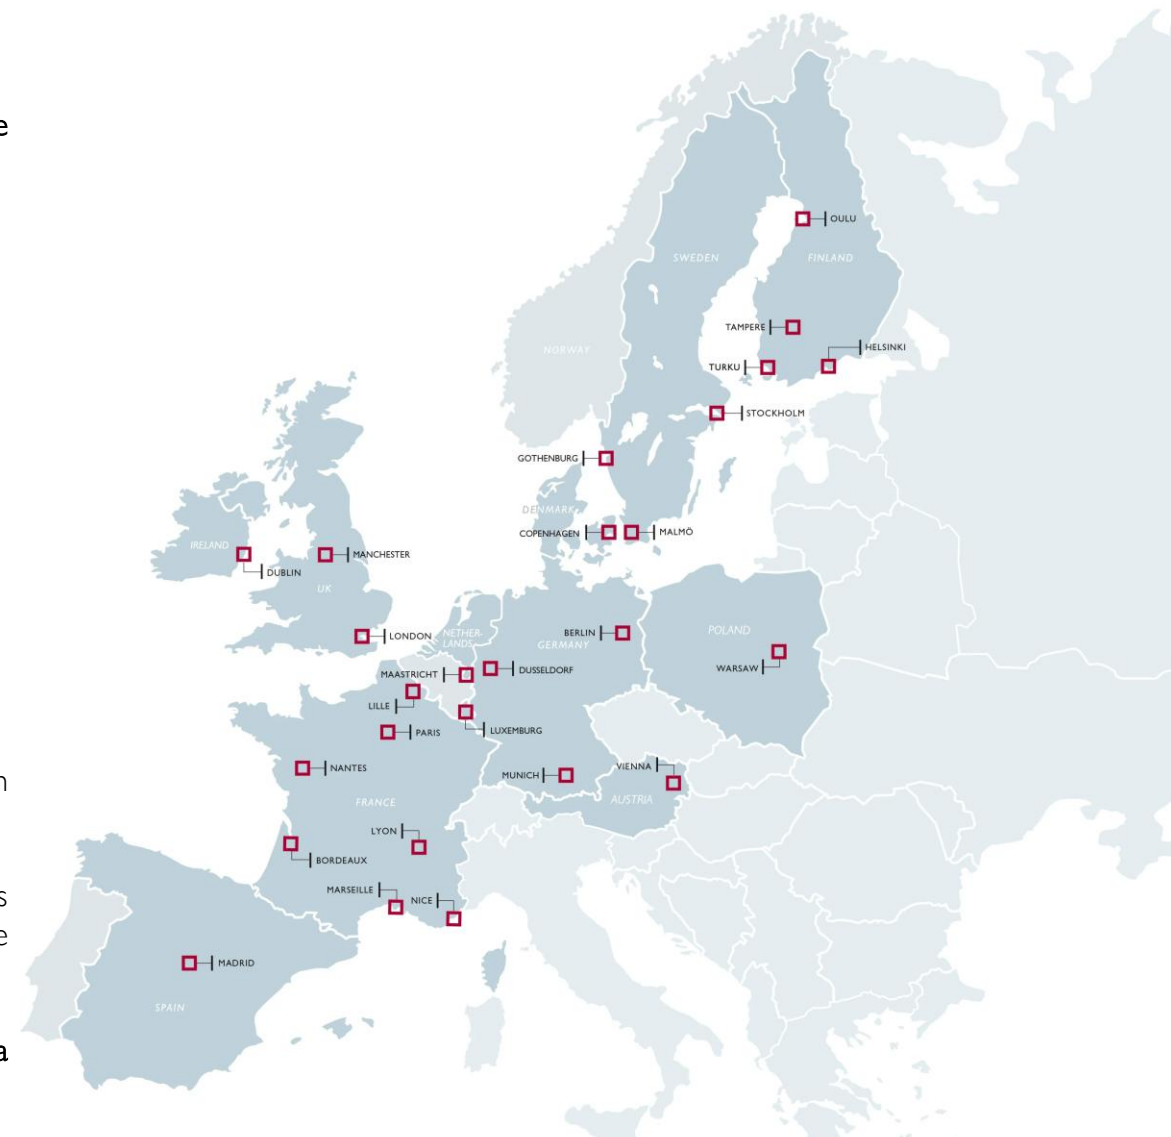 e
OULU
SWEDEN
FINLAND
TAMPERE
HELSINKI
NORWAY
TURKU
STOCKHOLM
GOTHENBURG
DENMARK
COPENHAGEN
MALMÖ
IRELAND
MANCHESTER
DUBLIN
UK
LONDON
NETHER-
LANDS
BERLIN
GERMANY
POLAND
WARSAW
MAASTRICHT
DUSSELDORF
LILLE
PARIS
LUXEMBURG
NANTES
MUNICH
VIENNA
n
FRANCE
AUSTRIA
LYON
BORDEAUX
MARSEILLE
NICE
s
e
MADRID
SPAIN
a